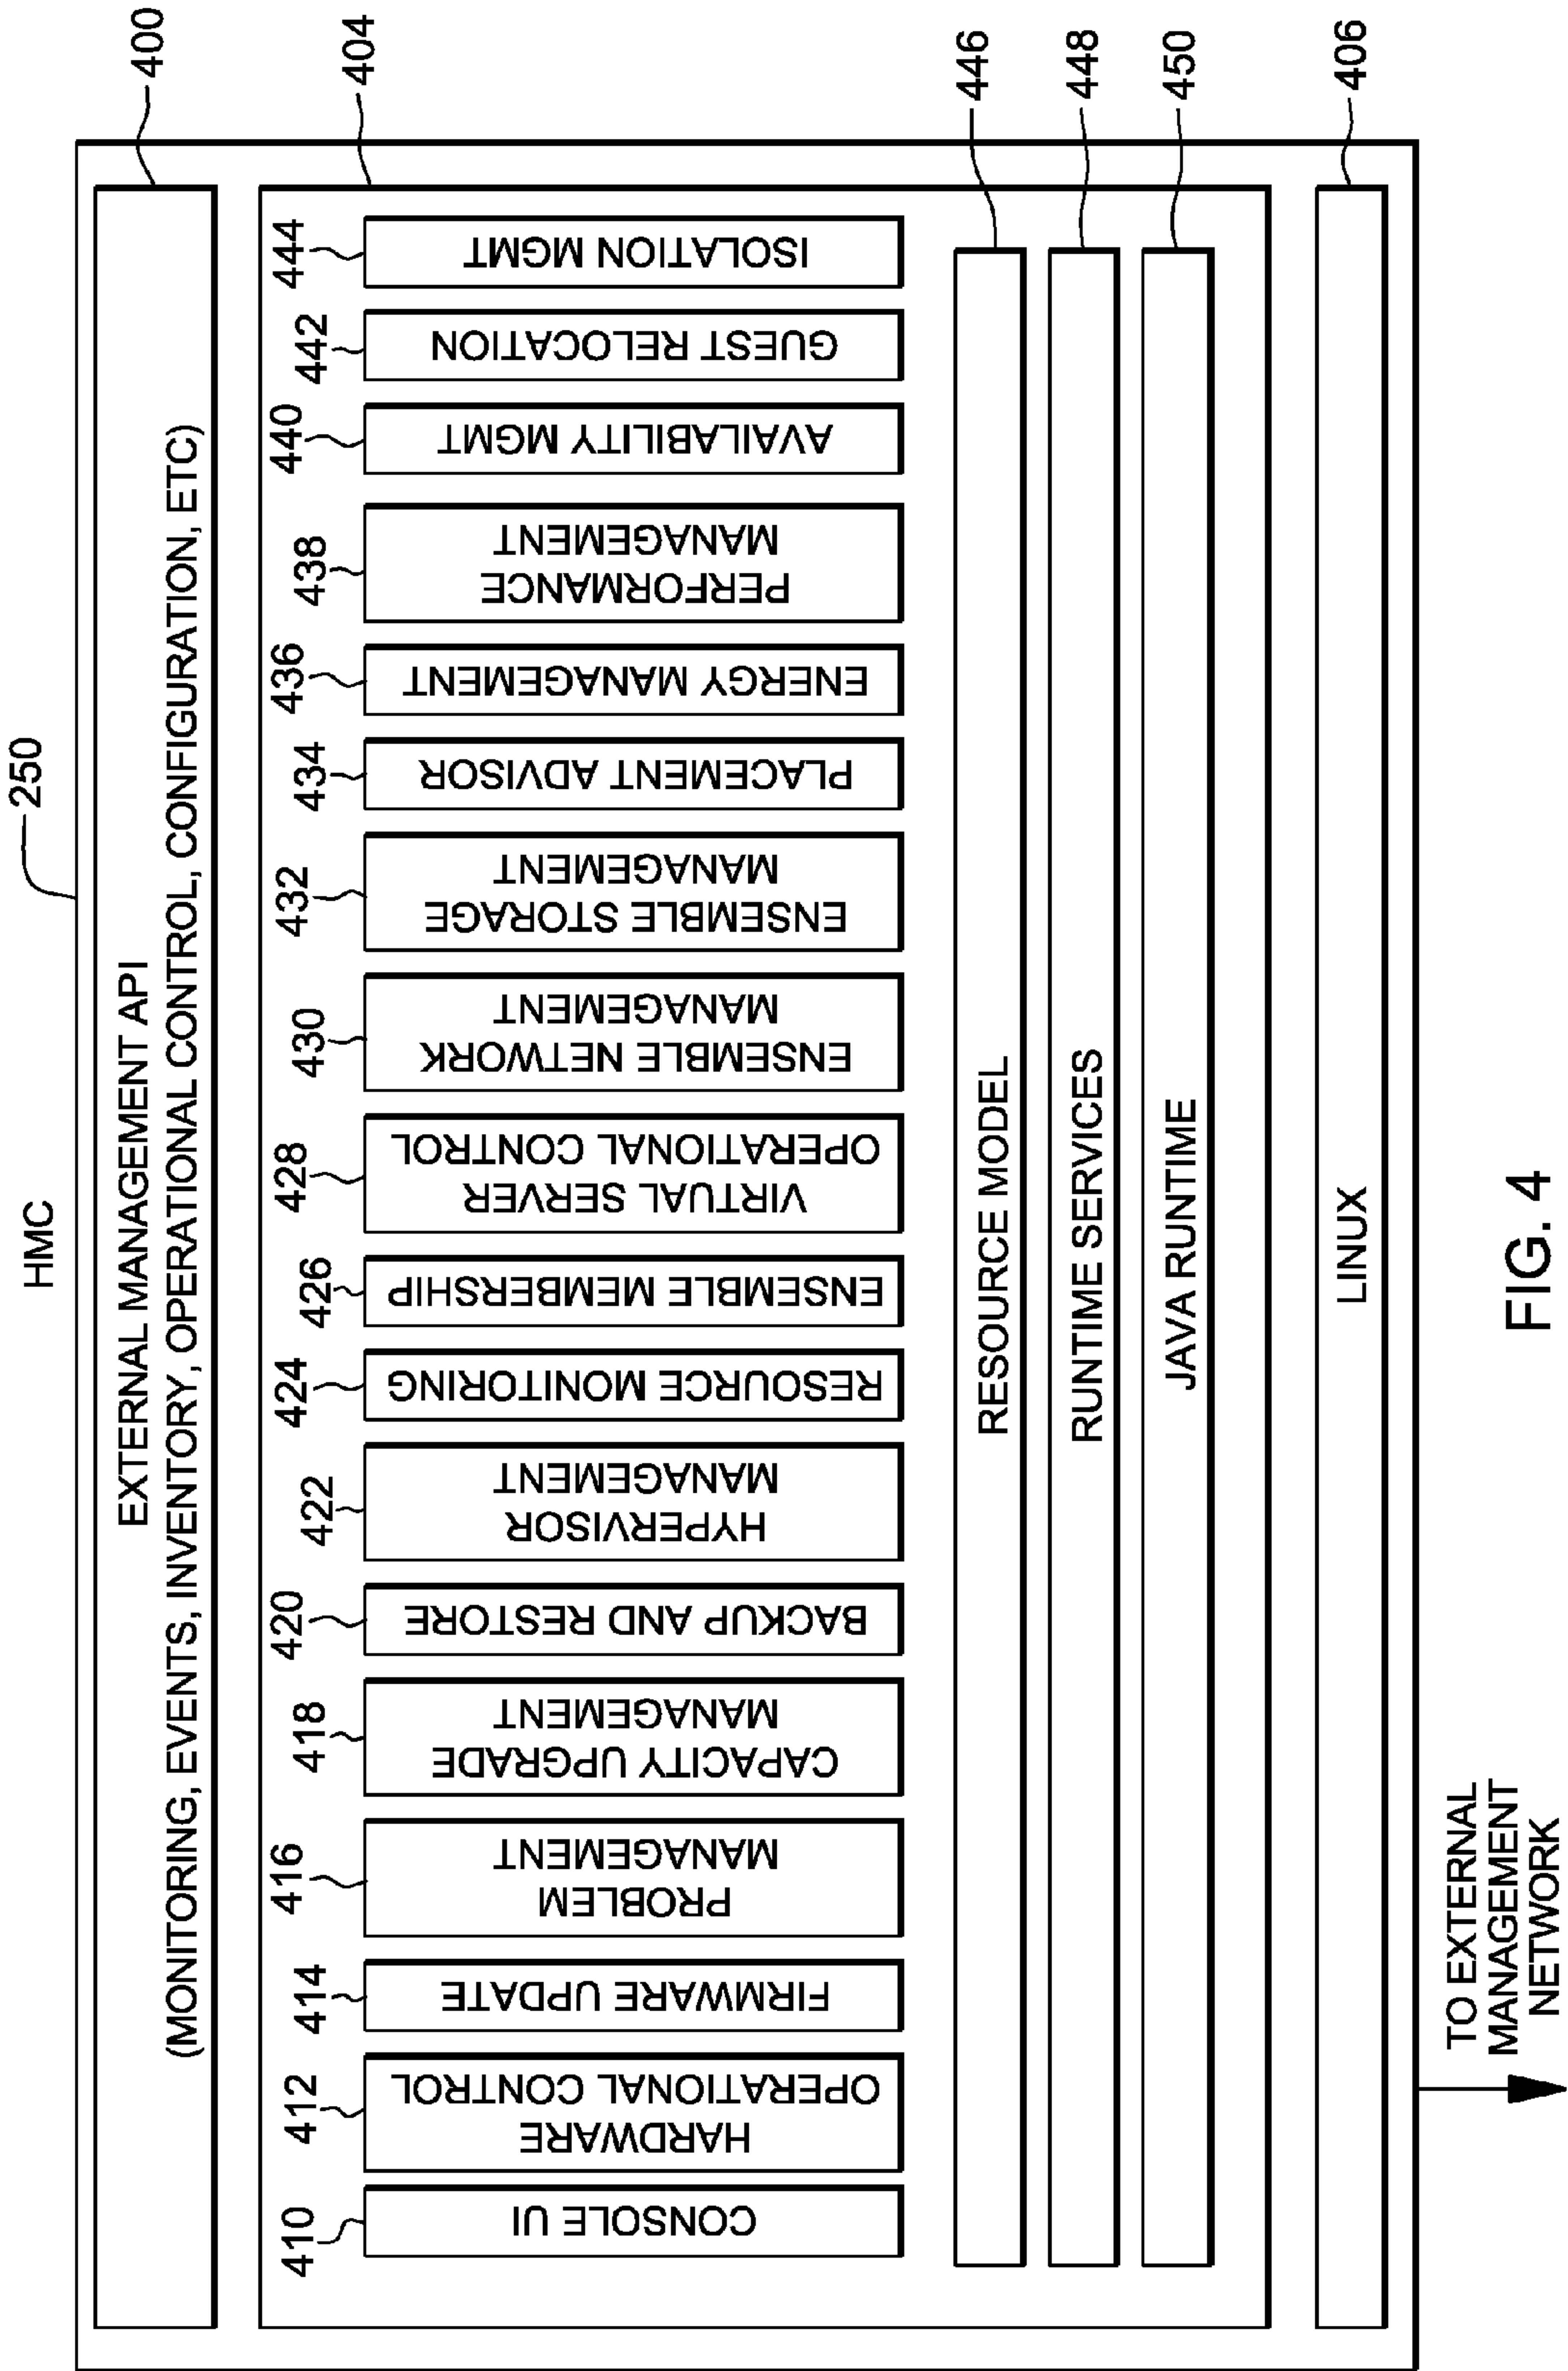 HMC
250
EXTERNAL MANAGEMENT API
(MONITORING, EVENTS, INVENTORY, OPERATIONAL CONTROL, CONFIGURATION, ETC)
400
404
410
CONSOLE UI
412
HARDWARE
OPERATIONAL CONTROL
414
FIRMWARE UPDATE
416
PROBLEM
MANAGEMENT
418
CAPACITY UPGRADE
MANAGEMENT
420
BACKUP AND RESTORE
422
HYPERVISOR
MANAGEMENT
424
RESOURCE MONITORING
426
ENSEMBLE MEMBERSHIP
428
VIRTUAL SERVER
OPERATIONAL CONTROL
430
ENSEMBLE NETWORK
MANAGEMENT
432
ENSEMBLE STORAGE
MANAGEMENT
434
PLACEMENT ADVISOR
436
ENERGY MANAGEMENT
438
PERFORMANCE
MANAGEMENT
440
AVAILABILITY MGMT
442
GUEST RELOCATION
444
ISOLATION MGMT
RESOURCE MODEL
446
RUNTIME SERVICES
448
JAVA RUNTIME
450
LINUX
406
TO EXTERNAL
MANAGEMENT
NETWORK
FIG. 4